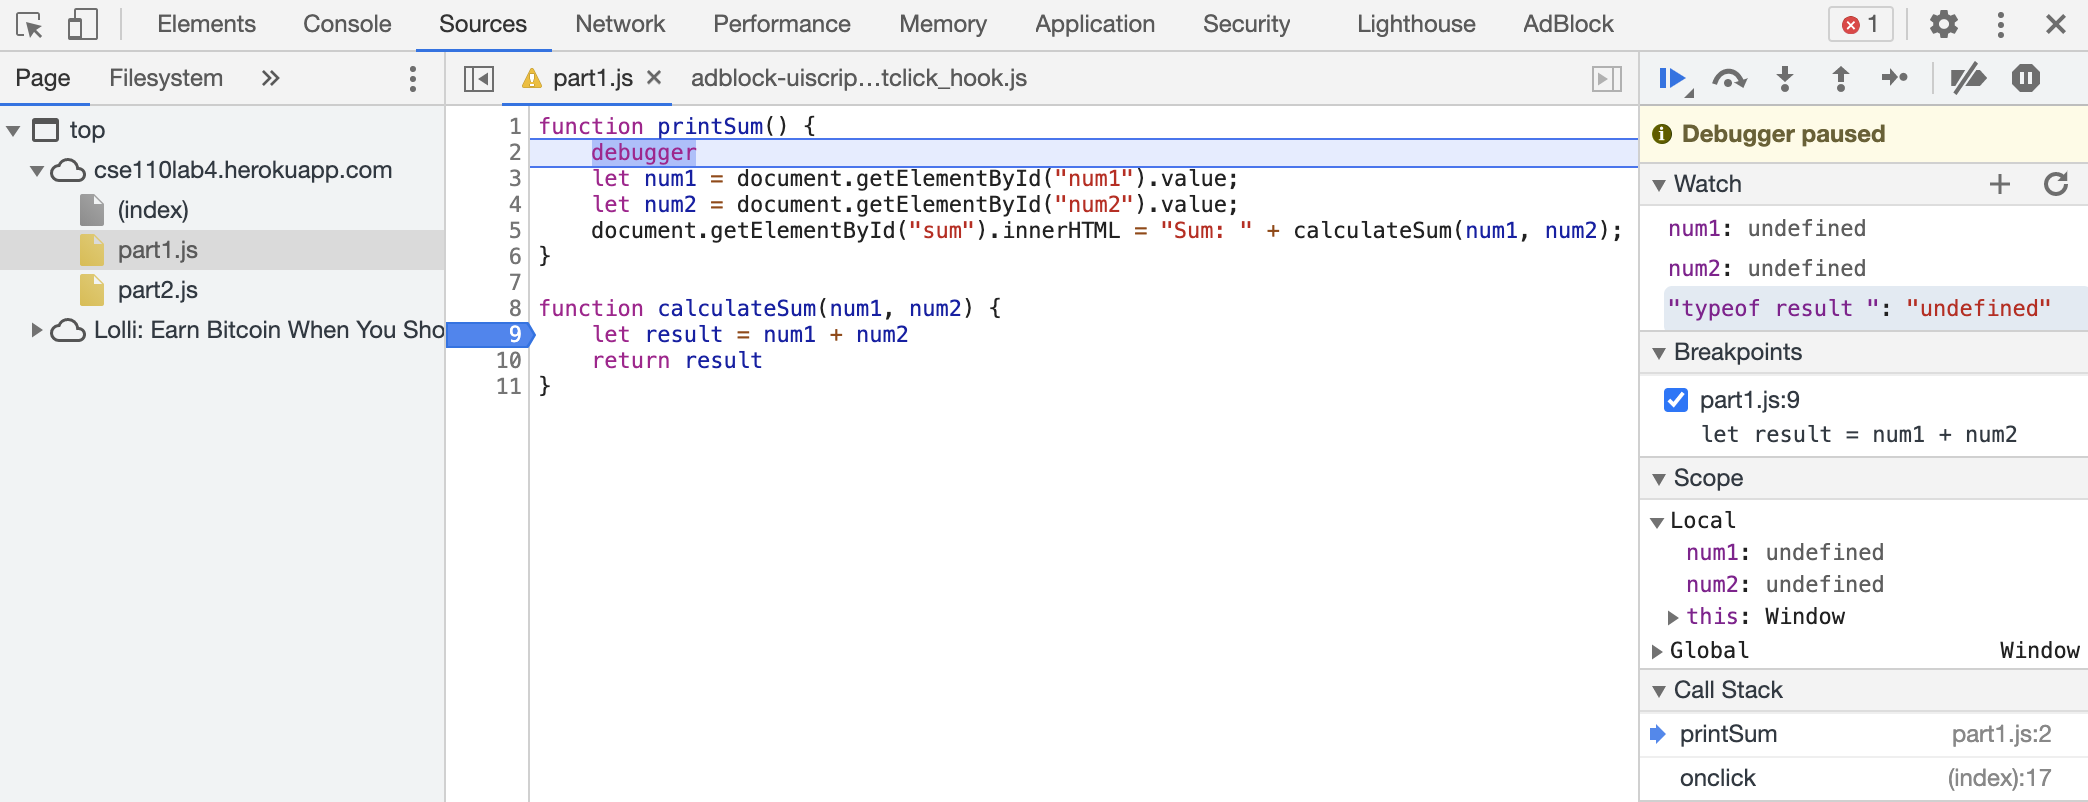 Elements Console Sources Network Performance Memory Application Security Lighthouse AdBlock 1
Page Filesystem
part1.js adblock-uiscrip…tclick_hook.js
top
cse110lab4.herokuapp.com
(index)
part1.js
part2.js
Lolli: Earn Bitcoin When You Sho
1 function printSum() {
2     debugger
3     let num1 = document.getElementById("num1").value;
4     let num2 = document.getElementById("num2").value;
5     document.getElementById("sum").innerHTML = "Sum: " + calculateSum(num1, num2);
6 }
7
8 function calculateSum(num1, num2) {
9     let result = num1 + num2
10     return result
11 }
Debugger paused
Watch
num1: undefined
num2: undefined
"typeof result ": "undefined"
Breakpoints
part1.js:9
let result = num1 + num2
Scope
Local
num1: undefined
num2: undefined
this: Window
Global Window
Call Stack
printSum part1.js:2
onclick (index):17